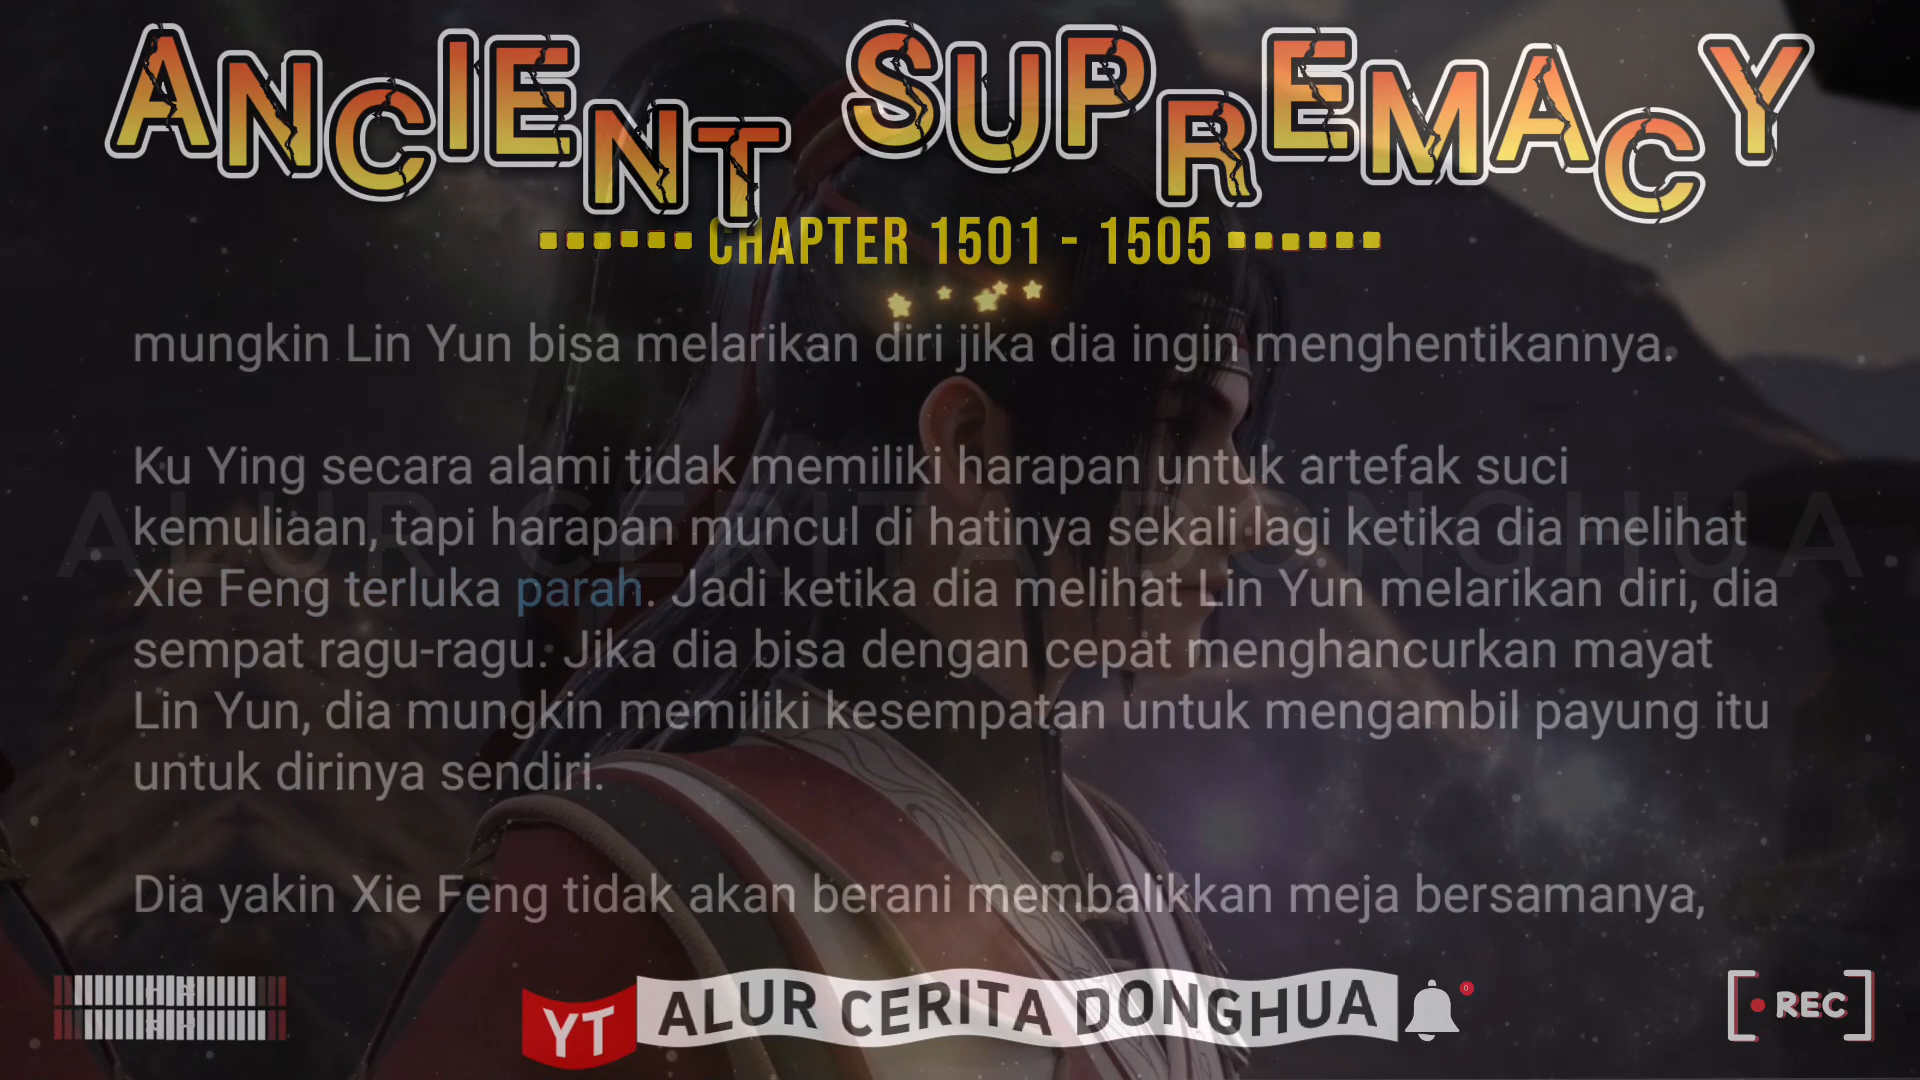 ANCIENT SUPREMACY
CHAPTER 1501 - 1505
mungkin Lin Yun bisa melarikan diri jika dia ingin menghentikannya.
Ku Ying secara alami tidak memiliki harapan untuk artefak suci
kemuliaan, tapi harapan muncul di hatinya sekali lagi ketika dia melihat
Xie Feng terluka parah. Jadi ketika dia melihat Lin Yun melarikan diri, dia
sempat ragu-ragu. Jika dia bisa dengan cepat menghancurkan mayat
Lin Yun, dia mungkin memiliki kesempatan untuk mengambil payung itu
untuk dirinya sendiri.
Dia yakin Xie Feng tidak akan berani membalikkan meja bersamanya,
ALUR CERITA DONGHUA.
YT ALUR CERITA DONGHUA
REC